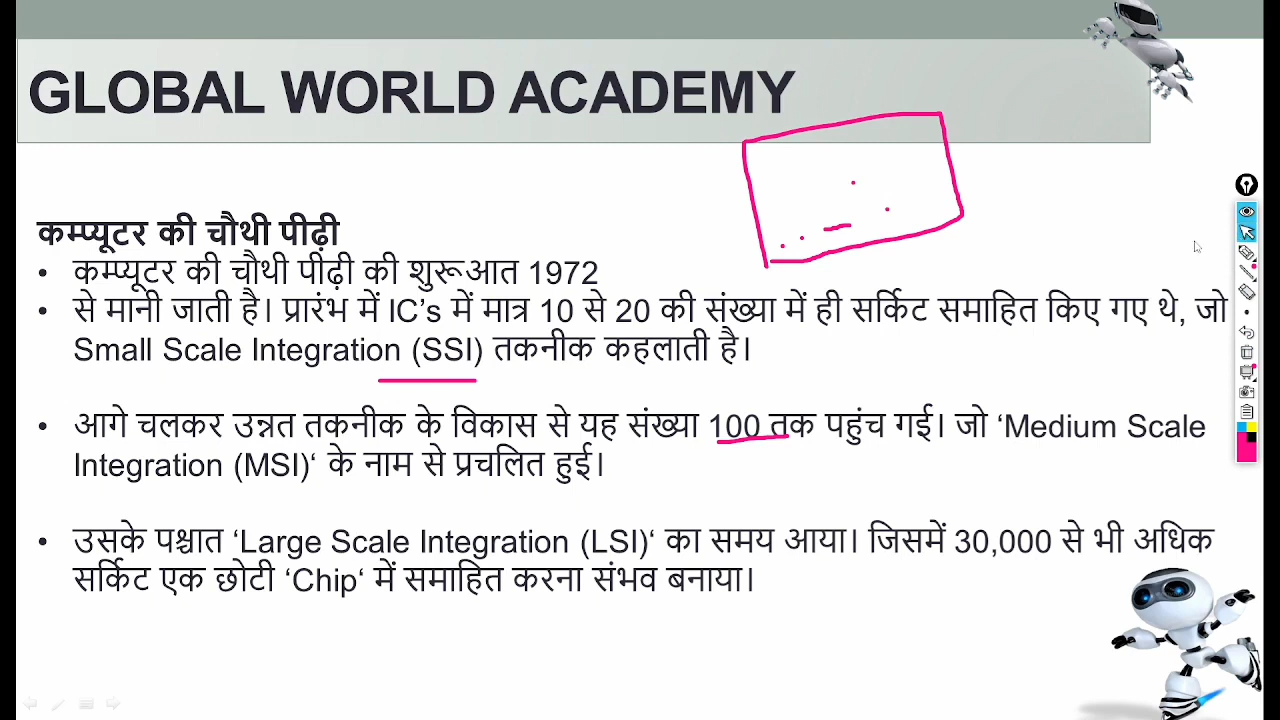 GLOBAL WORLD ACADEMY
कम्प्यूटर की चौथी पीढ़ी
• कम्प्यूटर की चौथी पीढ़ी की शुरूआत 1972
• से मानी जाती है। प्रारंभ में IC’s में मात्र 10 से 20 की संख्या में ही सर्किट समाहित किए गए थे, जो
Small Scale Integration (SSI) तकनीक कहलाती है।
• आगे चलकर उन्नत तकनीक के विकास से यह संख्या 100 तक पहुंच गई। जो ‘Medium Scale
Integration (MSI)‘ के नाम से प्रचलित हुई।
• उसके पश्चात ‘Large Scale Integration (LSI)‘ का समय आया। जिसमें 30,000 से भी अधिक
सर्किट एक छोटी ‘Chip‘ में समाहित करना संभव बनाया।